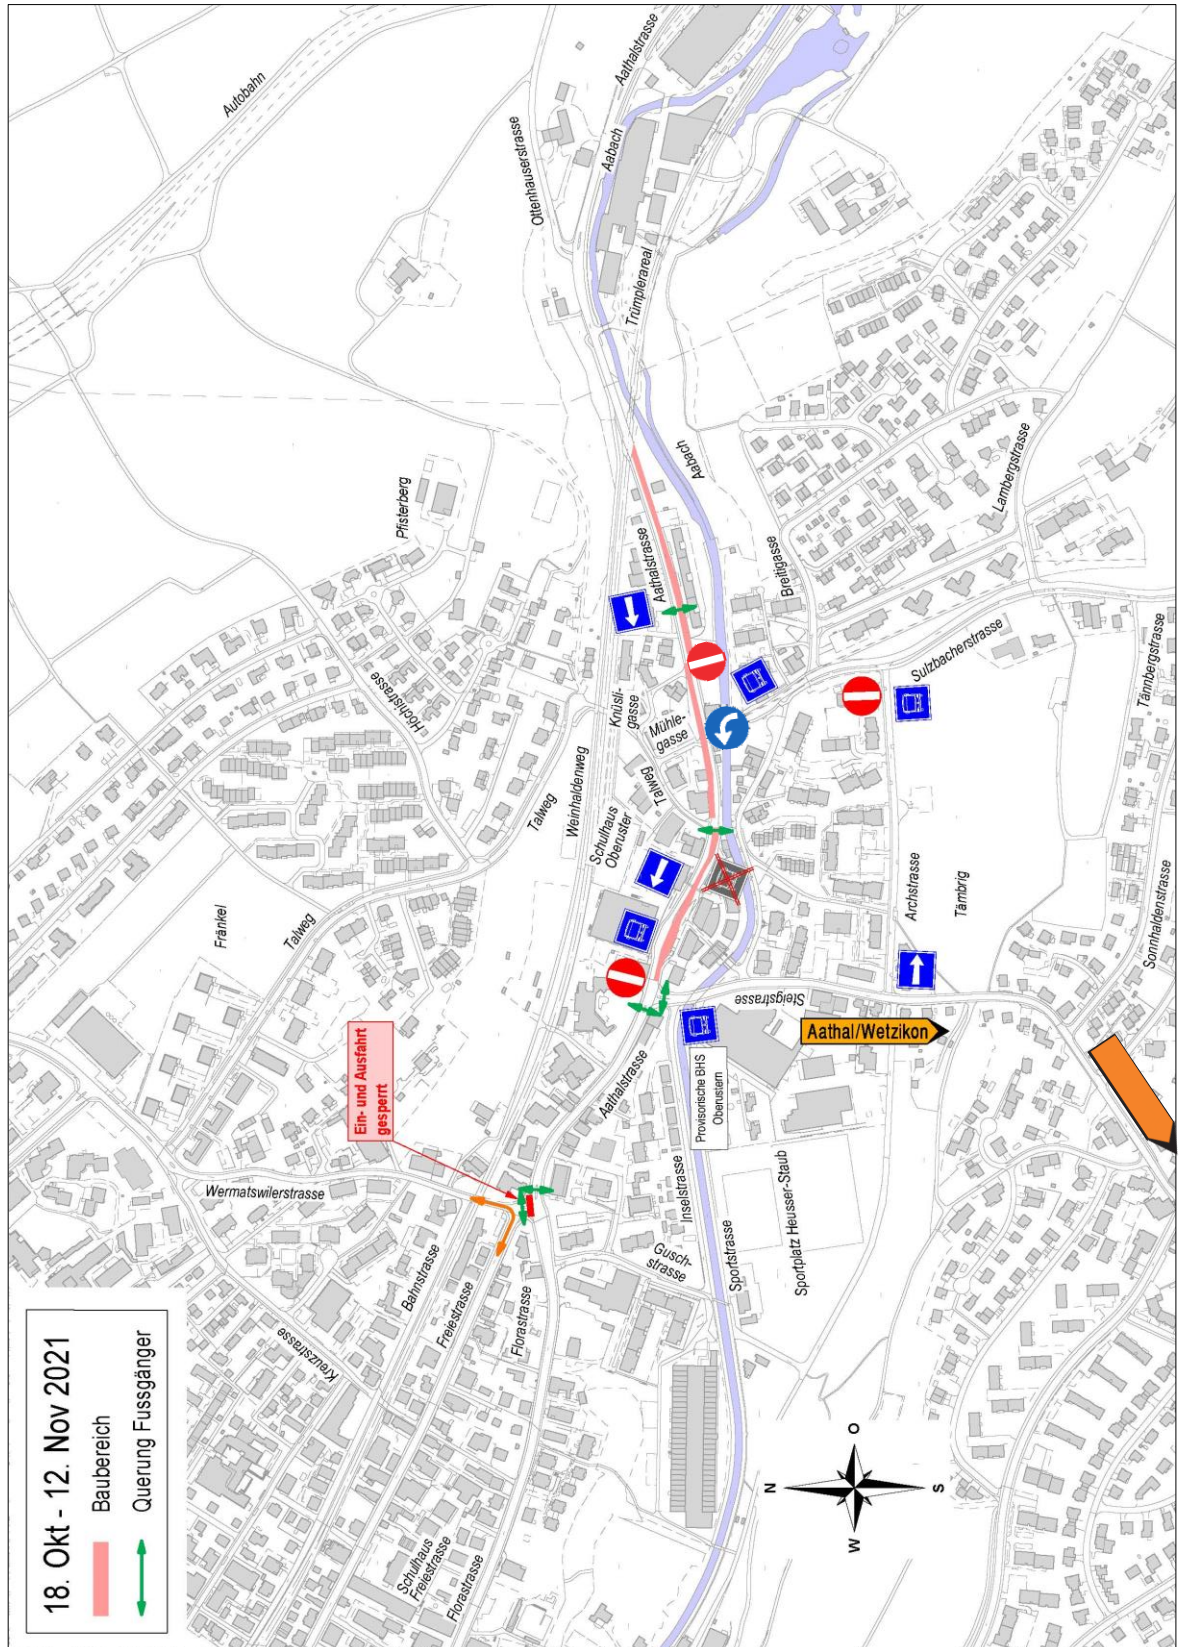 18. Okt - 12. Nov 2021
Baubereich
Querung Fussgänger
Autobahn
Aathalstrasse
Ottenhauserstrasse
Aabach
Trümplerareal
Pfisterberg
Höchistrasse
Aathalstrasse
Aabach
Breitigasse
Lambergstrasse
Knüsli-
gasse
Mühle-
gasse
Talweg
Talweg
Weinhaldenweg
Schulhaus
Oberuster
Sulzbacherstrasse
Tännbergstrasse
Fränkel
Talweg
Archstrasse
Tämbrig
Sonnhaldenstrasse
Steigstrasse
Aathal/Wetzikon
Ein- und Ausfahrt
gesperrt
Aathalstrasse
Provisorische BHS
Oberustern
Wermatswilerstrasse
Inselstrasse
Sportstrasse
Sportplatz Heusser-Staub
Gusch-
strasse
Bahnstrasse
Freiestrasse
Florastrasse
Kreuzstrasse
Schulhaus
Freiestrasse
Florastrasse
N
O
S
W